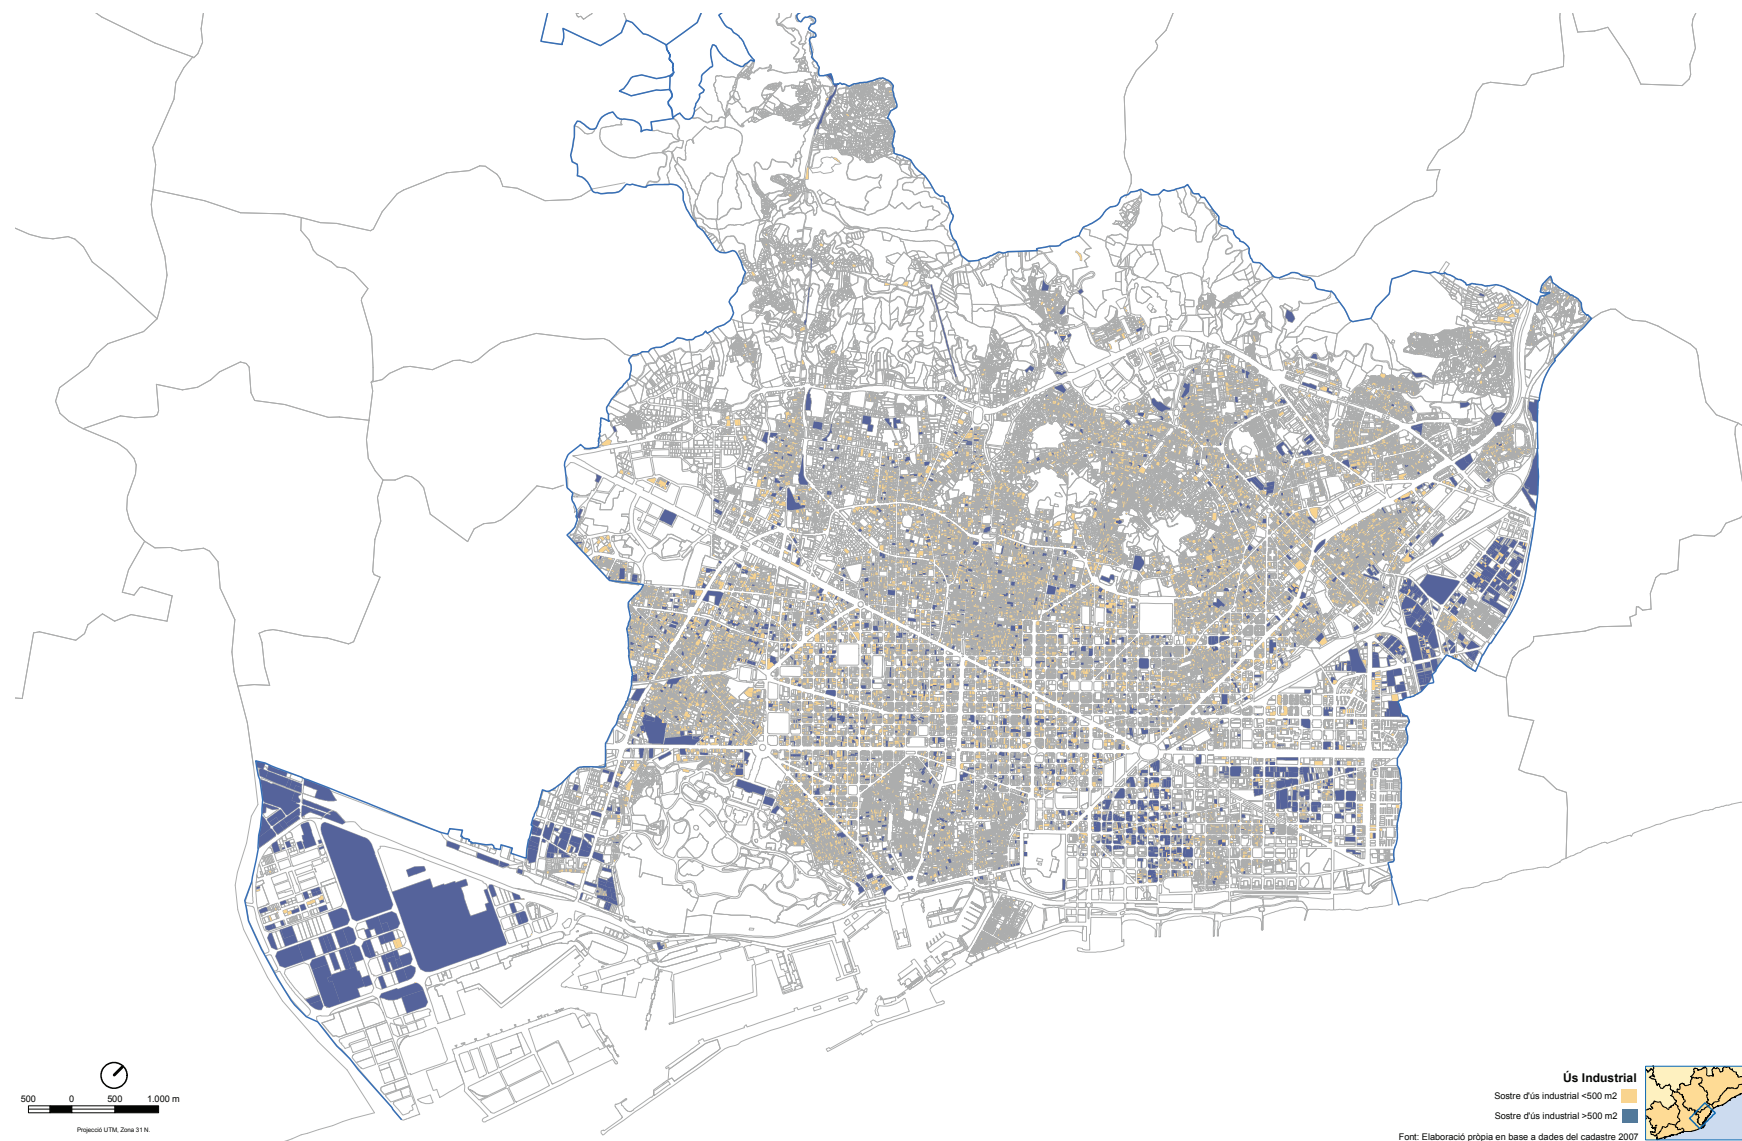 500 0 500 1.000 m
Projecció UTM, Zona 31 N.
Ús Industrial
Sostre d'ús industrial <500 m2
Sostre d'ús industrial >500 m2
Font: Elaboració pròpia en base a dades del cadastre 2007